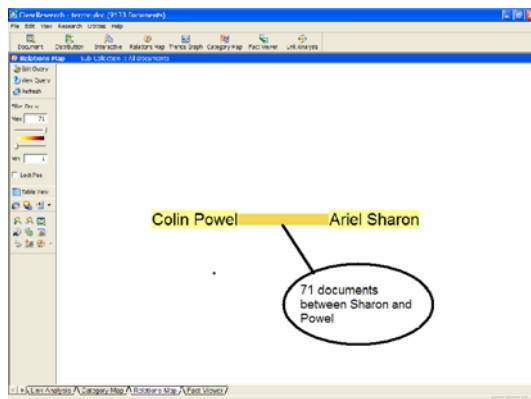 ClearResearch - terror.doc (9133 Documents)
File Edit View Research Utilities Help
Document Distribution Interactive Relations Map Trends Graph Category Map Fact Viewer Link Analysis
Relations Map Sub-Collection : All Documents
Edit Query
View Query
Refresh
Max 71
Min 1
Lock Pos
Table View
Colin Powel Ariel Sharon
71 documents
between Sharon and
Powel
Link Analysis Category Map Relations Map Fact Viewer